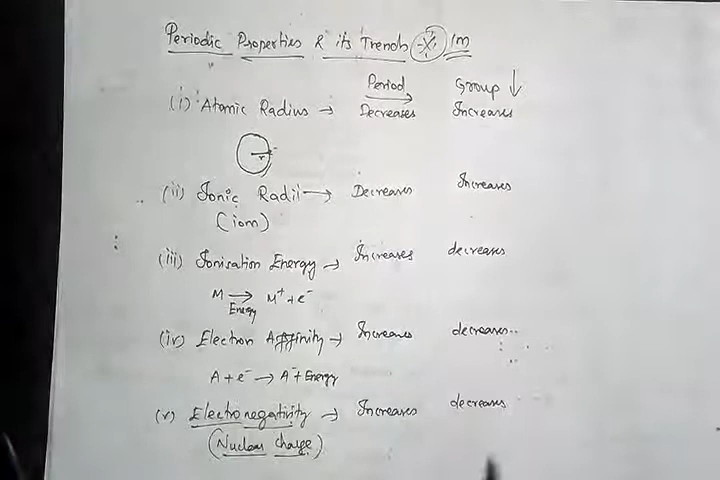 Periodic Properties & its Trends 1m
Period Group ↓
(i) Atomic Radius → Decreases Increases
r
(ii) Ionic Radii → Decreases Increases
(ion)
(iii) Ionisation Energy → Increases decreases
M → M⁺ + e⁻
Energy
(iv) Electron Affinity → Increases decreases..
A + e⁻ → A⁻ + Energy
(v) Electronegativity → Increases decreases
(Nuclear charge)